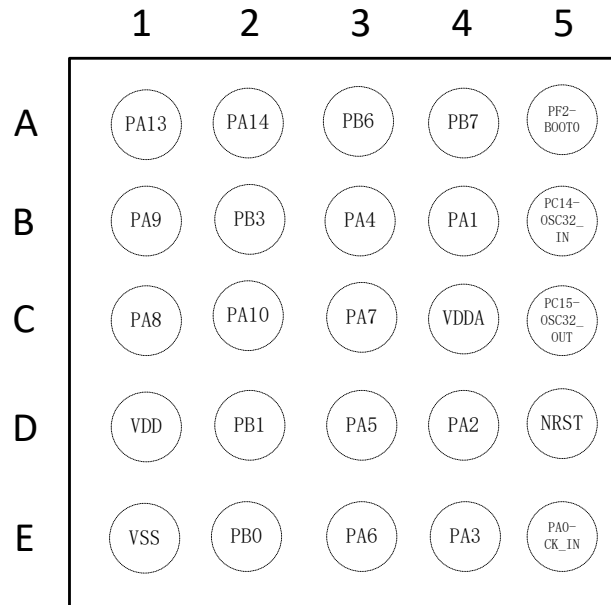 1 2 3 4 5
A PA13 PA14 PB6 PB7 PF2-
BOOT0
B PA9 PB3 PA4 PA1 PC14-
OSC32_
IN
C PA8 PA10 PA7 VDDA PC15-
OSC32_
OUT
D VDD PB1 PA5 PA2 NRST
E VSS PB0 PA6 PA3 PA0-
CK_IN